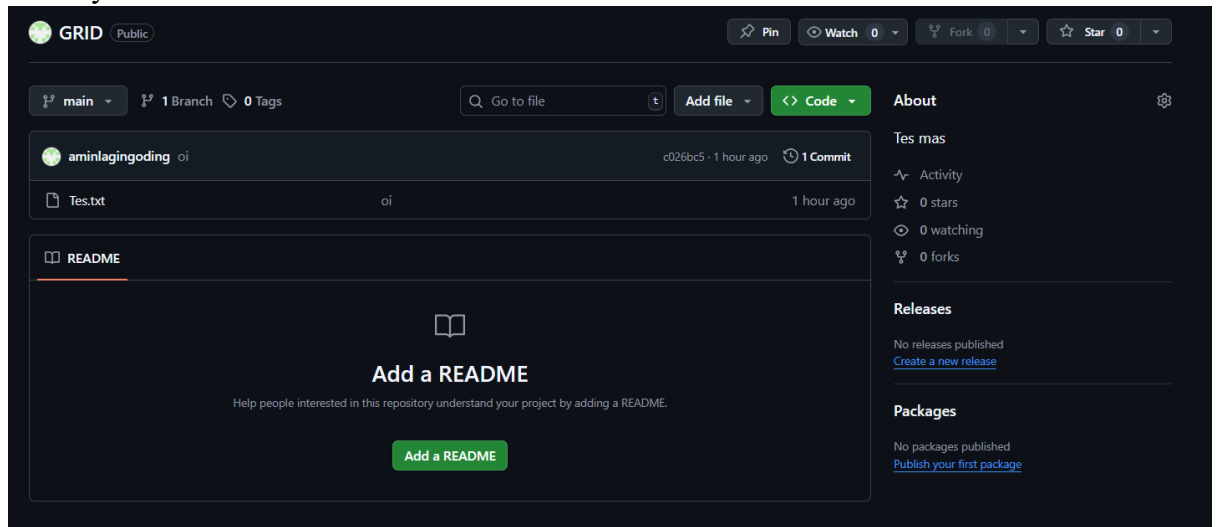 GRID Public
Pin
Watch 0
Fork 0
Star 0
main
1 Branch
0 Tags
Go to file
t
Add file
Code
aminlagingoding oi
c026bc5 · 1 hour ago
1 Commit
Tes.txt
oi
1 hour ago
README
Add a README
Help people interested in this repository understand your project by adding a README.
Add a README
About
Tes mas
Activity
0 stars
0 watching
0 forks
Releases
No releases published
Create a new release
Packages
No packages published
Publish your first package